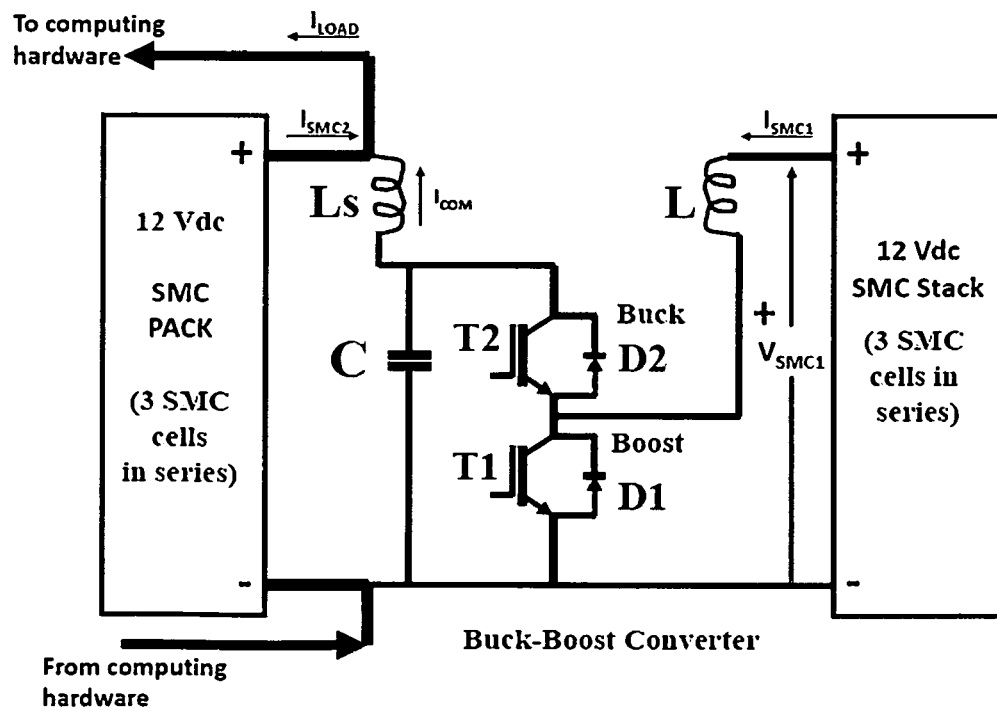 To computing
hardware
I_LOAD
I_SMC2
I_SMC1
+
+
Ls
I_COM
L
12 Vdc
SMC
PACK
(3 SMC
cells
in series)
12 Vdc
SMC Stack
(3 SMC
cells in
series)
C
T2
Buck
D2
+
V_SMC1
T1
Boost
D1
-
-
Buck-Boost Converter
From computing
hardware